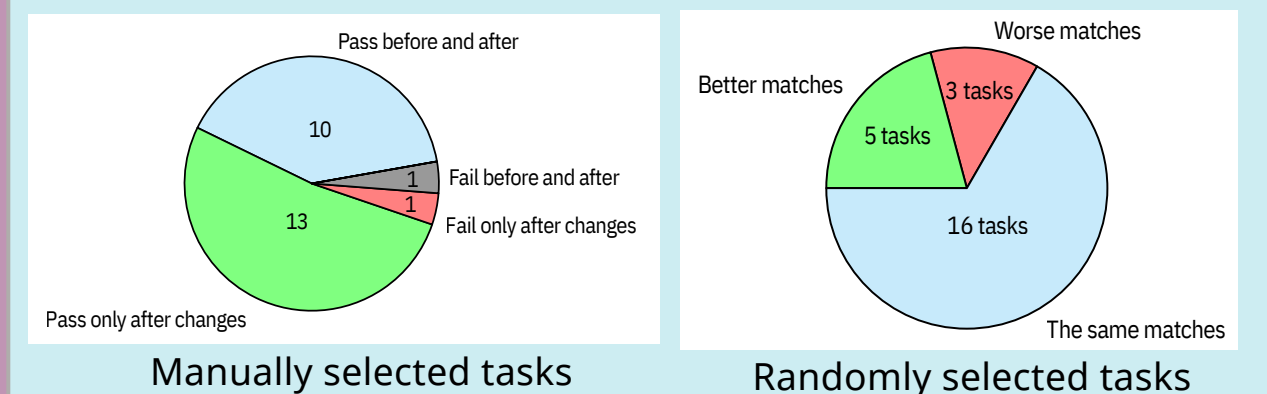 Pass before and after
10
1
Fail before and after
1
Fail only after changes
13
Pass only after changes
Manually selected tasks
Worse matches
Better matches
3 tasks
5 tasks
16 tasks
The same matches
Randomly selected tasks